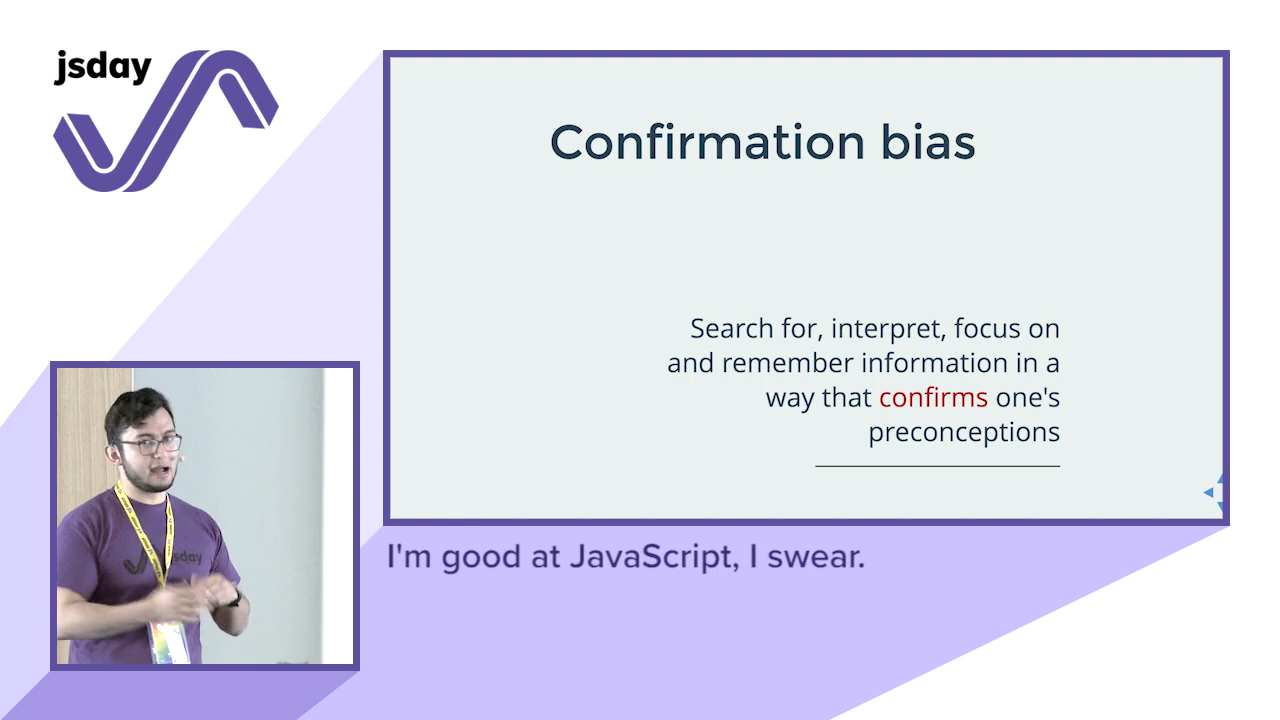 jsday
Confirmation bias
Search for, interpret, focus on
and remember information in a
way that confirms one's
preconceptions
jsday
I'm good at JavaScript, I swear.